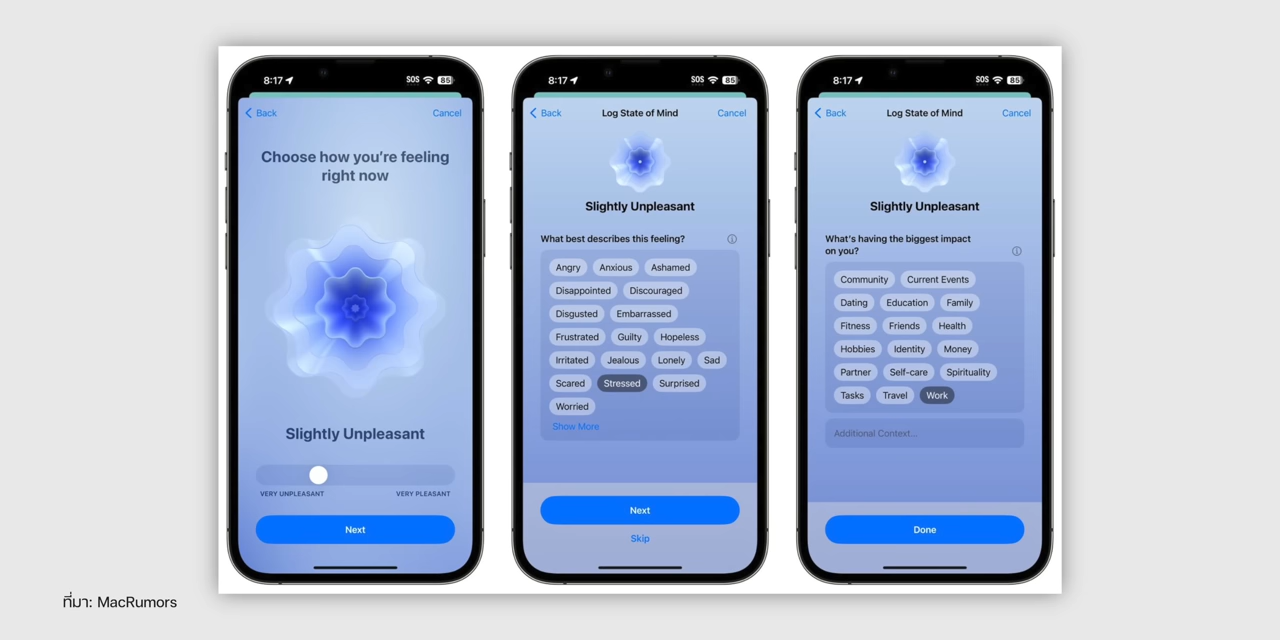 8:17
SOS 85
Back
Cancel
Choose how you're feeling
right now
Slightly Unpleasant
VERY UNPLEASANT
VERY PLEASANT
Next
8:17
SOS 85
Back
Log State of Mind
Cancel
Slightly Unpleasant
What best describes this feeling?
Angry Anxious Ashamed
Disappointed Discouraged
Disgusted Embarrassed
Frustrated Guilty Hopeless
Irritated Jealous Lonely Sad
Scared Stressed Surprised
Worried
Show More
Next
Skip
8:17
SOS 85
Back
Log State of Mind
Cancel
Slightly Unpleasant
What's having the biggest impact
on you?
Community Current Events
Dating Education Family
Fitness Friends Health
Hobbies Identity Money
Partner Self-care Spirituality
Tasks Travel Work
Additional Context...
Done
ที่มา: MacRumors